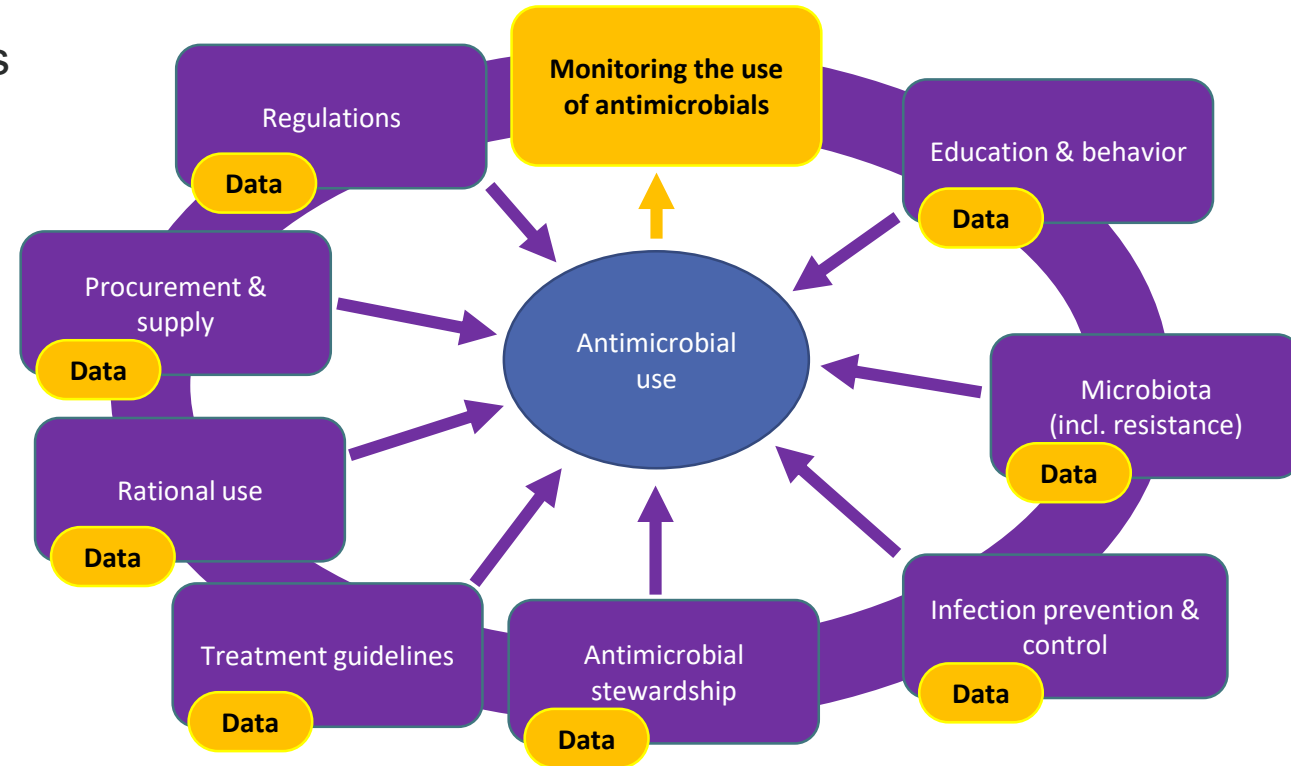 s
Monitoring the use
of antimicrobials
Regulations
Data
Education & behavior
Data
Procurement &
supply
Data
Antimicrobial
use
Microbiota
(incl. resistance)
Data
Rational use
Data
Infection prevention &
control
Data
Treatment guidelines
Data
Antimicrobial
stewardship
Data